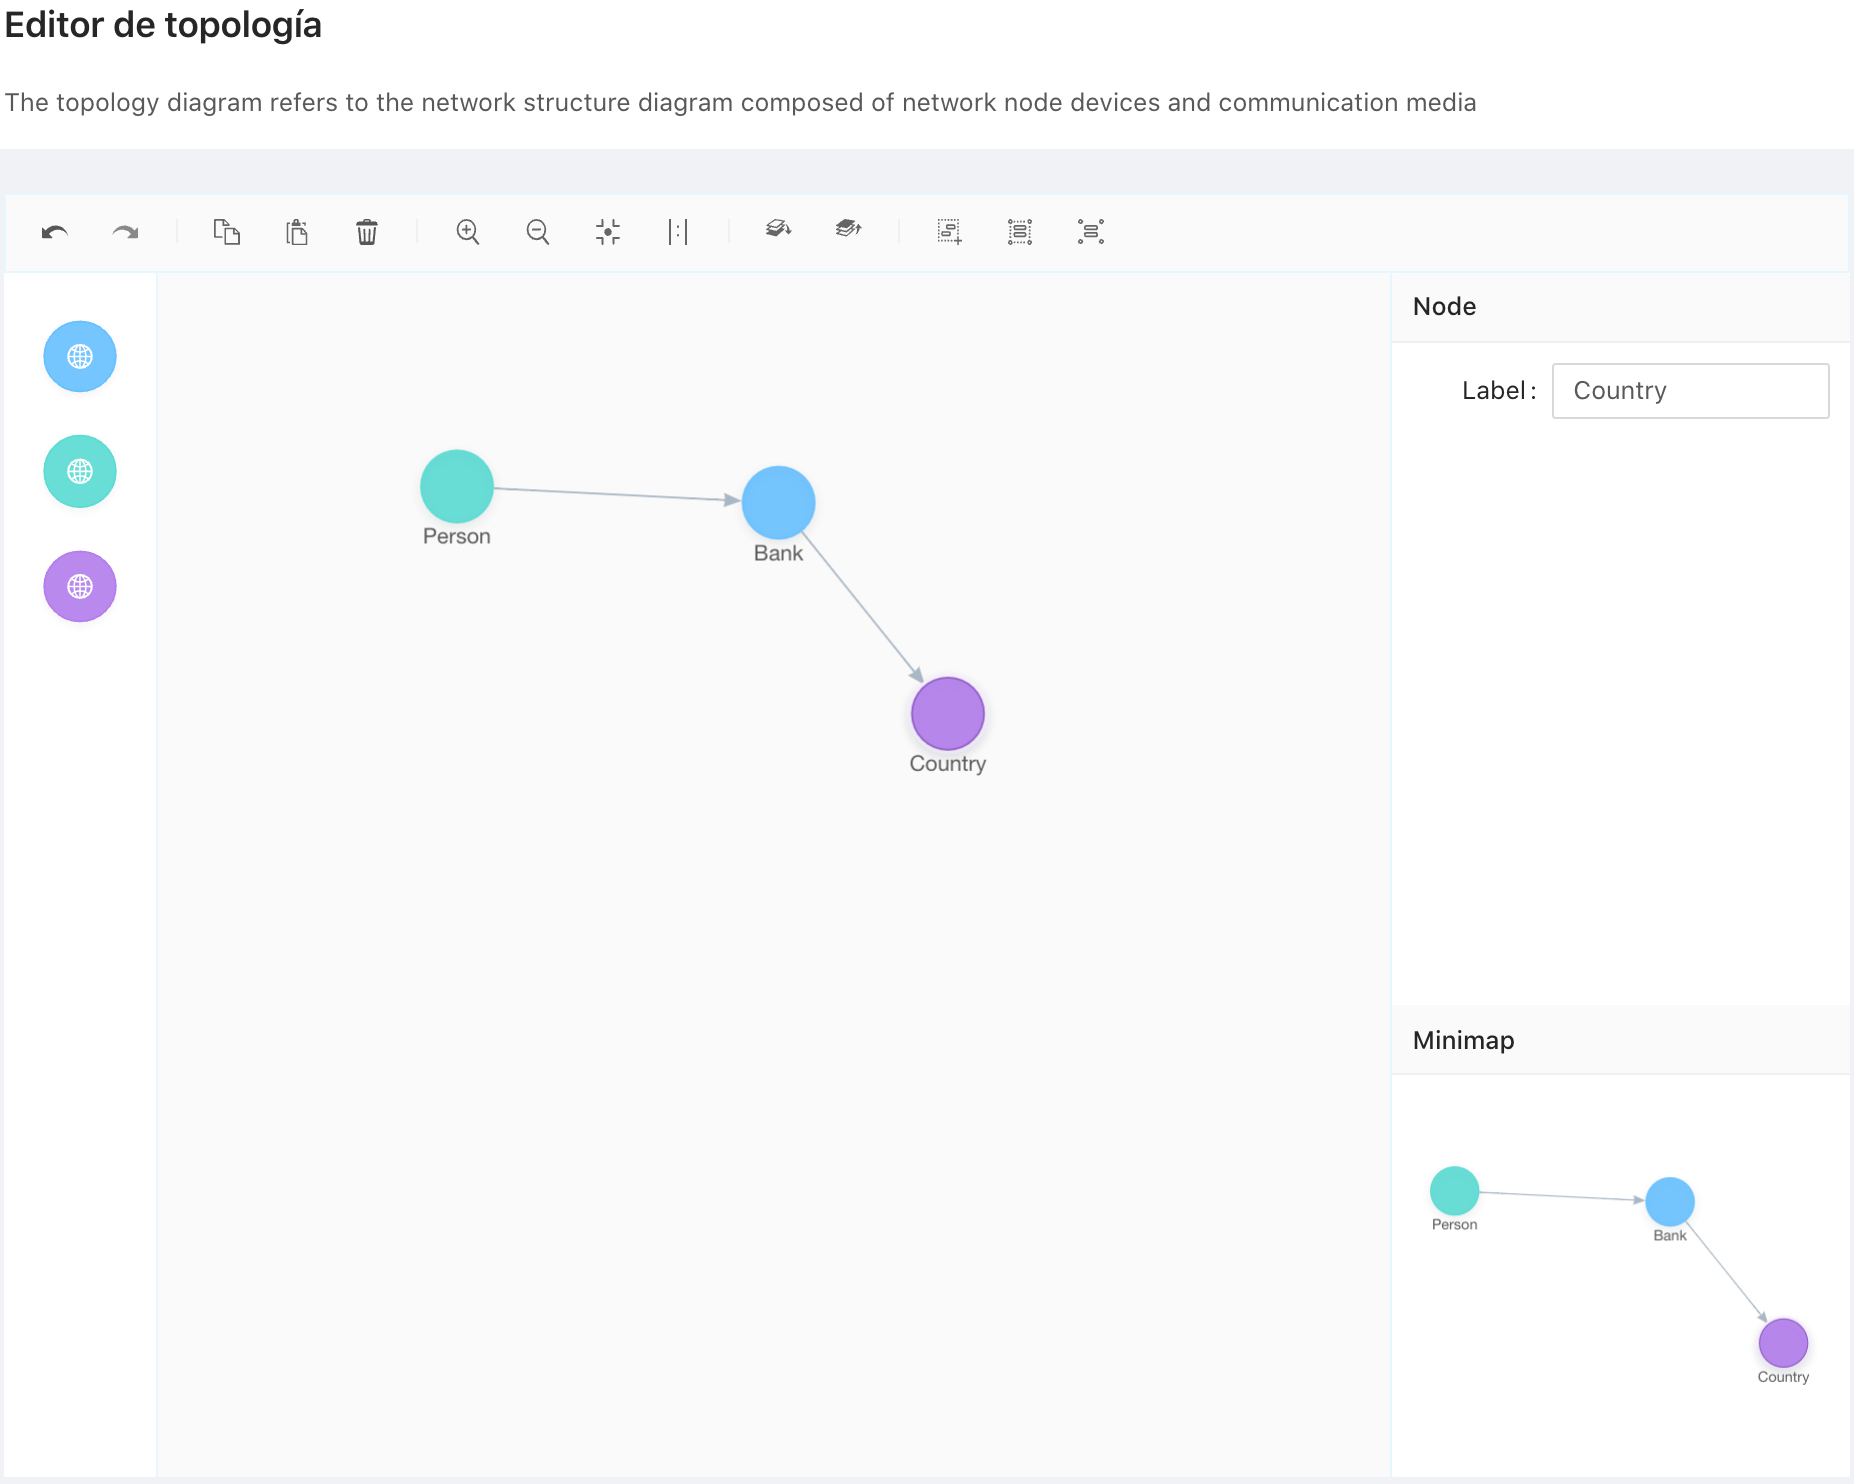 Editor de topología
The topology diagram refers to the network structure diagram composed of network node devices and communication media
Node
Label: Country
Person
Bank
Country
Minimap
Person
Bank
Country